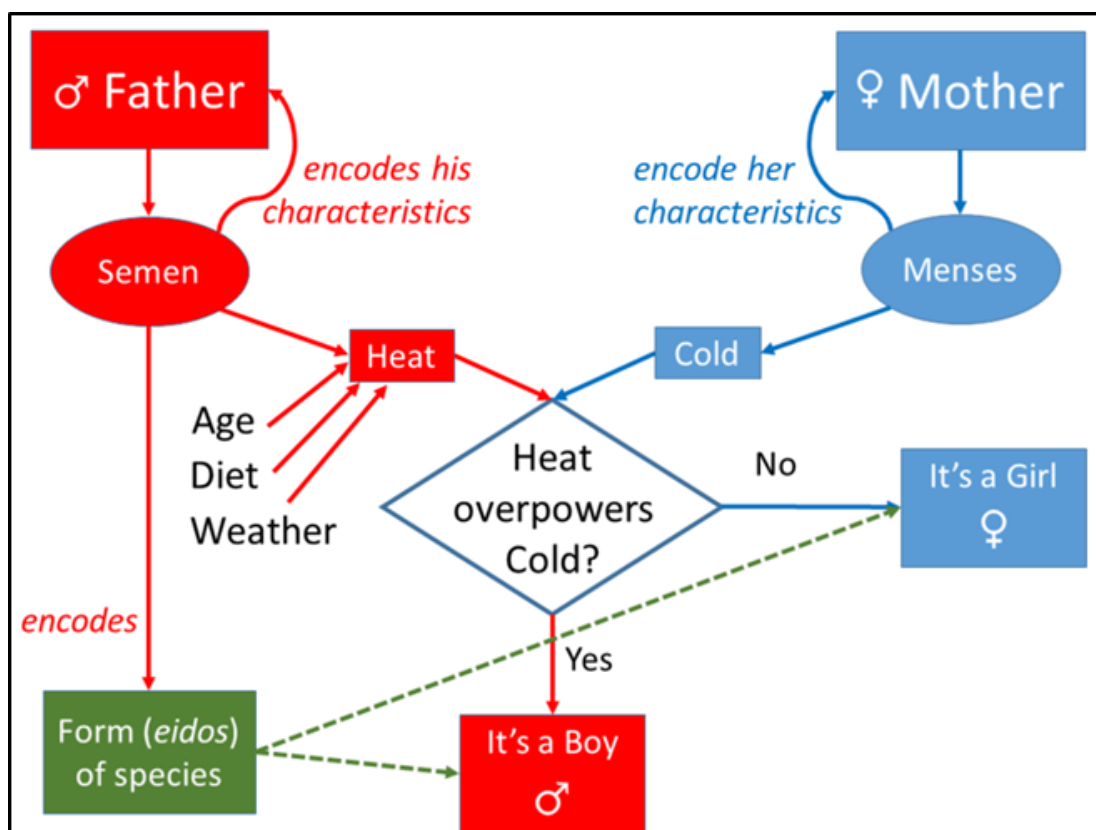 ♂ Father
♀ Mother
encodes his
characteristics
encode her
characteristics
Semen
Menses
Heat
Cold
Age
Diet
Weather
Heat
overpowers
Cold?
No
It's a Girl
♀
encodes
Yes
Form (eidos)
of species
It's a Boy
♂